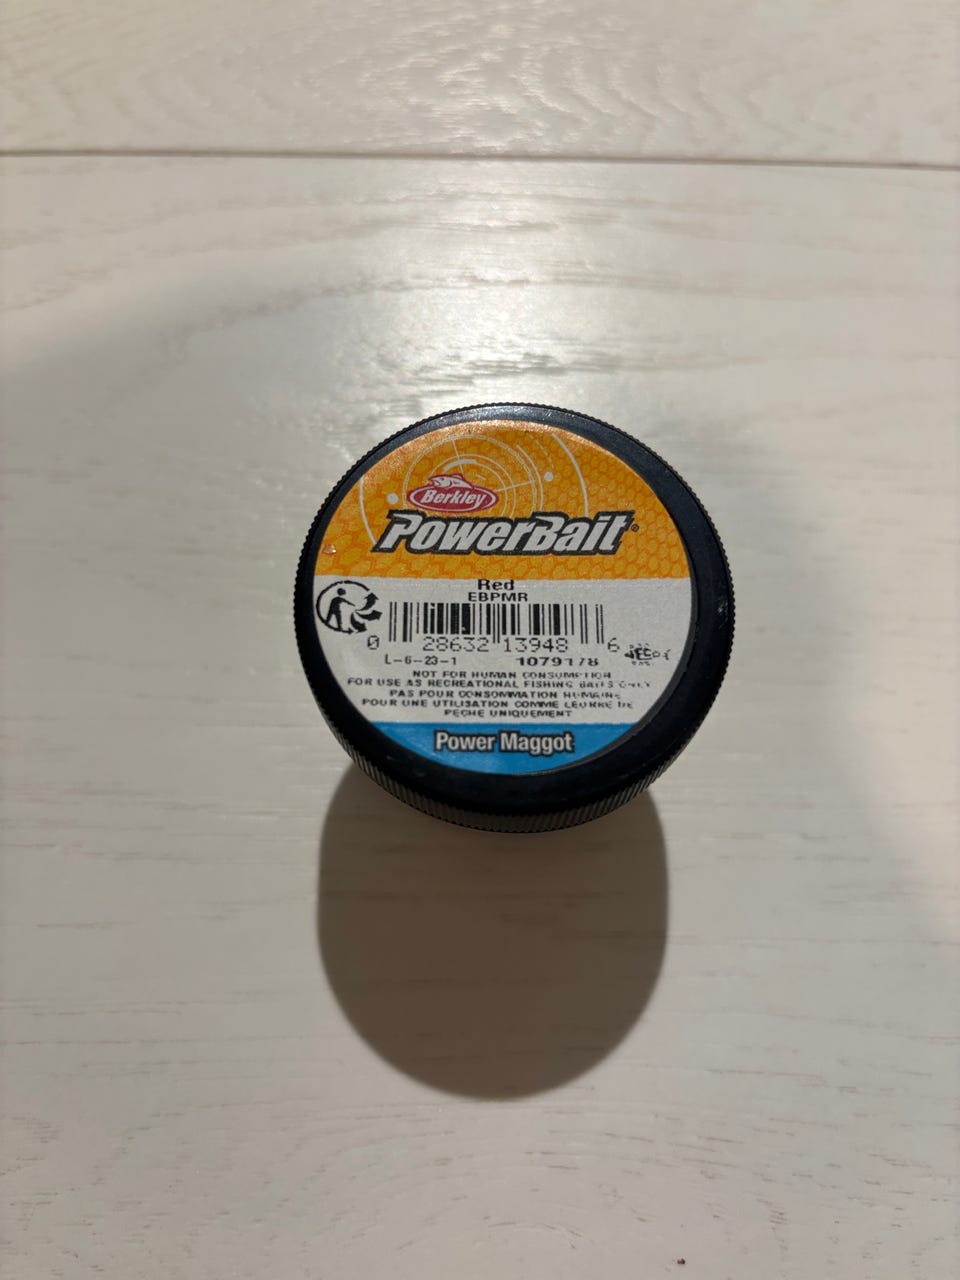 Berkley
PowerBait®
Red
EBPMR
0 28632 13948 6
L-6-23-1 1079178
NOT FOR HUMAN CONSUMPTION
FOR USE AS RECREATIONAL FISHING BAITS ONLY
PAS POUR CONSOMMATION HUMAINE
POUR UNE UTILISATION COMME LEURRE DE
PECHE UNIQUEMENT
Power Maggot